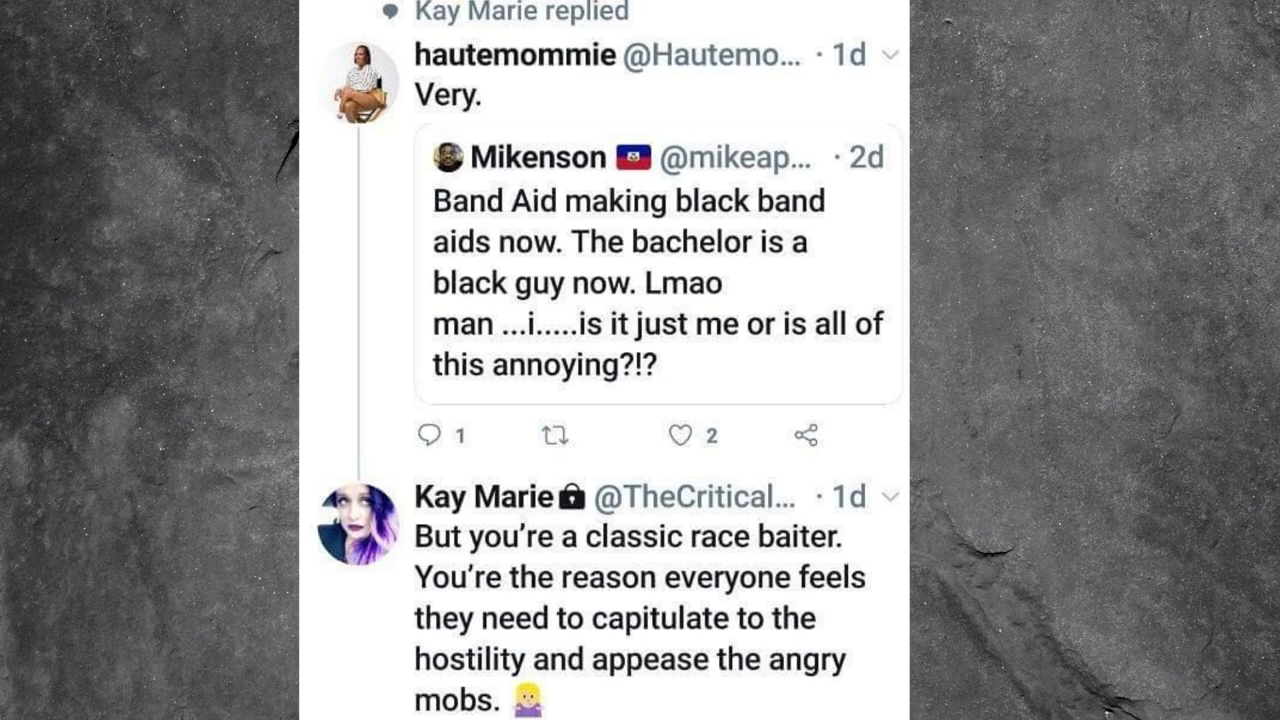 Kay Marie replied
hautemommie @Hautemo... · 1d
Very.
Mikenson 🇭🇹 @mikeap... · 2d
Band Aid making black band
aids now. The bachelor is a
black guy now. Lmao
man ...i.....is it just me or is all of
this annoying?!?
1 2
Kay Marie🔒 @TheCritical... · 1d
But you’re a classic race baiter.
You’re the reason everyone feels
they need to capitulate to the
hostility and appease the angry
mobs. 🤷🏼‍♀️